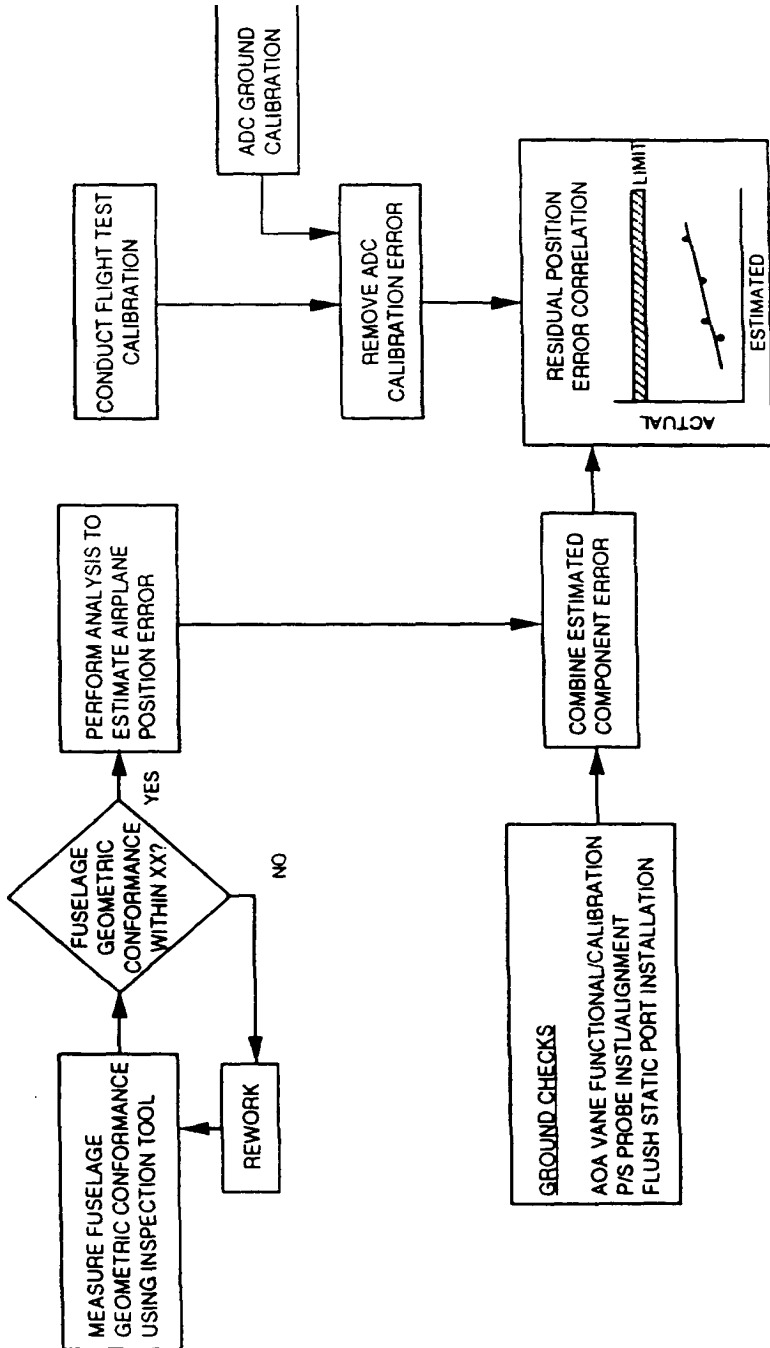 MEASURE FUSELAGE
GEOMETRIC CONFORMANCE
USING INSPECTION TOOL
FUSELAGE
GEOMETRIC
CONFORMANCE
WITHIN XX?
YES
NO
REWORK
PERFORM ANALYSIS TO
ESTIMATE AIRPLANE
POSITION ERROR
CONDUCT FLIGHT TEST
CALIBRATION
ADC GROUND
CALIBRATION
REMOVE ADC
CALIBRATION ERROR
GROUND CHECKS
AOA VANE FUNCTIONAL/CALIBRATION
P/S PROBE INSTL/ALIGNMENT
FLUSH STATIC PORT INSTALLATION
COMBINE ESTIMATED
COMPONENT ERROR
RESIDUAL POSITION
ERROR CORRELATION
LIMIT
ACTUAL
ESTIMATED